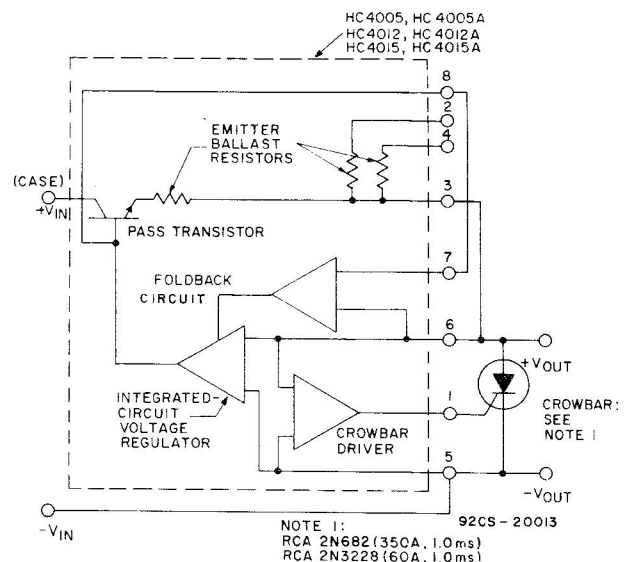 HC4005, HC4005A
HC4012, HC4012A
HC4015, HC4015A
8
2
4
EMITTER
BALLAST
RESISTORS
(CASE)
+VIN
3
PASS TRANSISTOR
7
FOLDBACK
CIRCUIT
6
+VOUT
INTEGRATED-
CIRCUIT
VOLTAGE
REGULATOR
1
CROWBAR:
SEE
NOTE 1
CROWBAR
DRIVER
5
-VOUT
-VIN
92CS-20013
NOTE 1:
RCA 2N682 (350A, 1.0ms)
RCA 2N3228 (60A, 1.0ms)